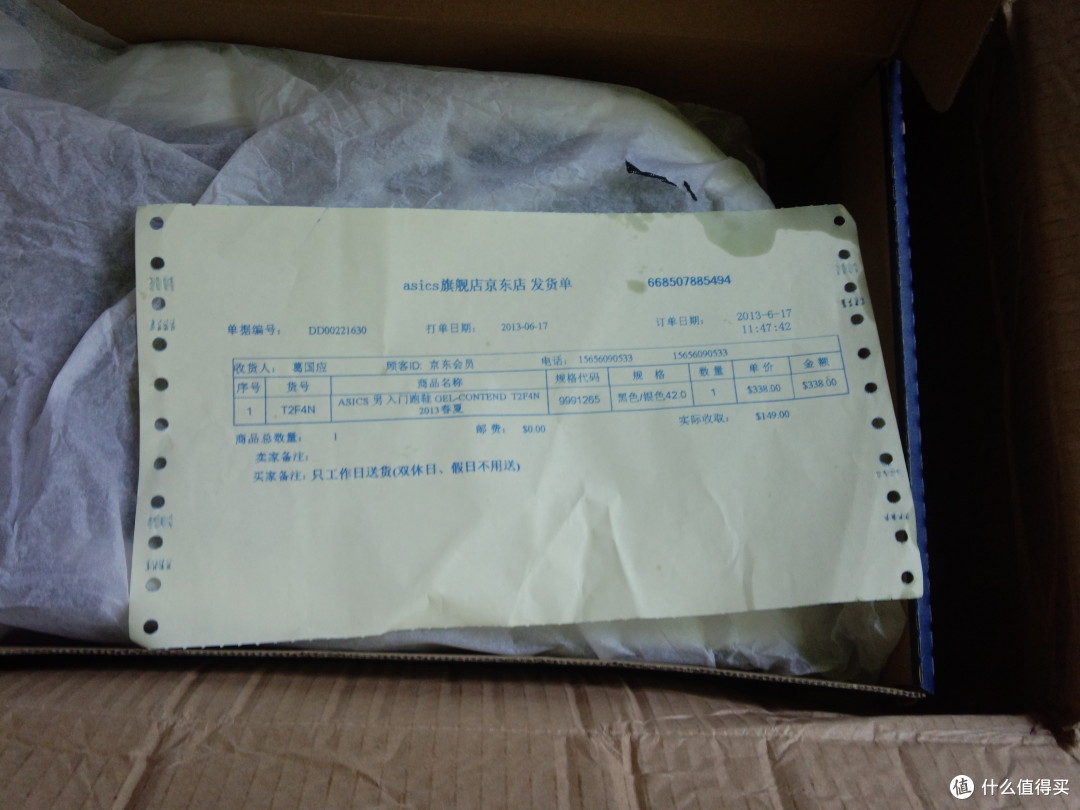 asics旗舰店京东店 发货单 668507885494
单据编号： DD00221630 打单日期： 2013-06-17 订单日期： 2013-6-17 11:47:42
收货人： 葛国应 顾客ID: 京东会员 电话： 15656090533 15656090533
序号 货号 商品名称 规格代码 规 格 数量 单价 金额
1 T2F4N ASICS 男 入门跑鞋 GEL-CONTEND T2F4N 2013春夏 9991265 黑色/银色42.0 1 $338.00 $338.00
商品总数量： 1 邮费： $0.00 实际收取： $149.00
卖家备注：
买家备注：只工作日送货(双休日、假日不用送)
值 什么值得买